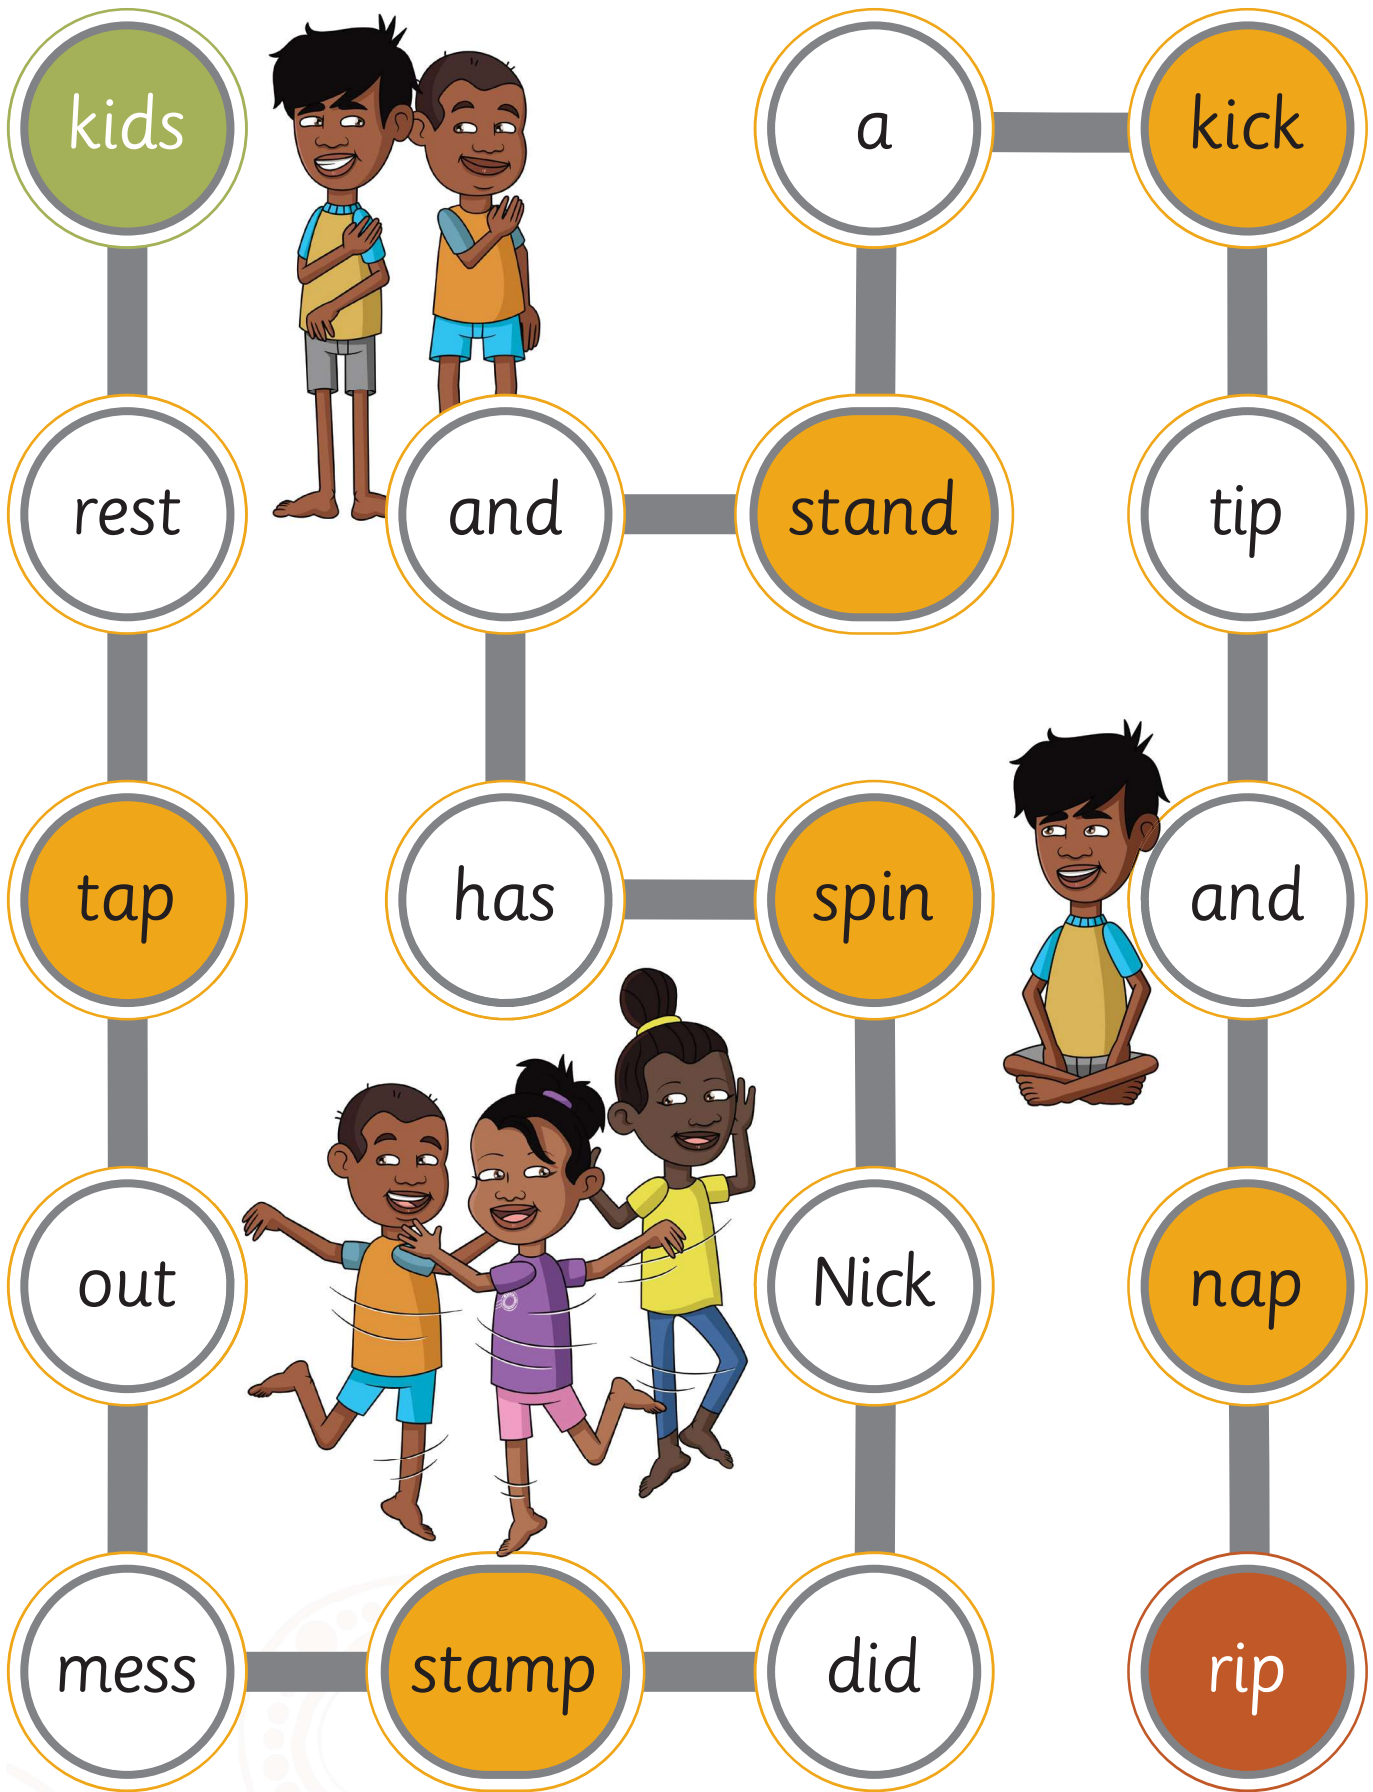 kids
rest
tap
out
mess
stamp
did
Nick
spin
has
and
stand
a
kick
tip
and
nap
rip